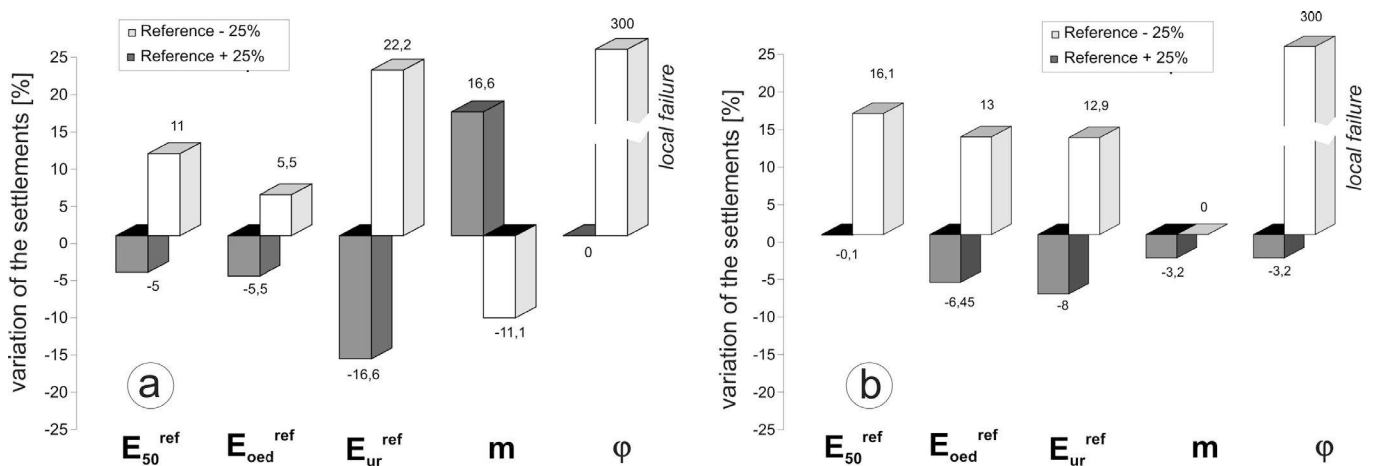 variation of the settlements [%]
25
20
15
10
5
0
-5
-10
-15
-20
-25
Reference - 25%
Reference + 25%
11
-5
5,5
-5,5
22,2
-16,6
16,6
-11,1
300
0
local failure
a
E50ref
Eoedref
Eurref
m
φ
variation of the settlements [%]
25
20
15
10
5
0
-5
-10
-15
-20
-25
Reference - 25%
Reference + 25%
16,1
-0,1
13
-6,45
12,9
-8
0
-3,2
300
-3,2
local failure
b
E50ref
Eoedref
Eurref
m
φ